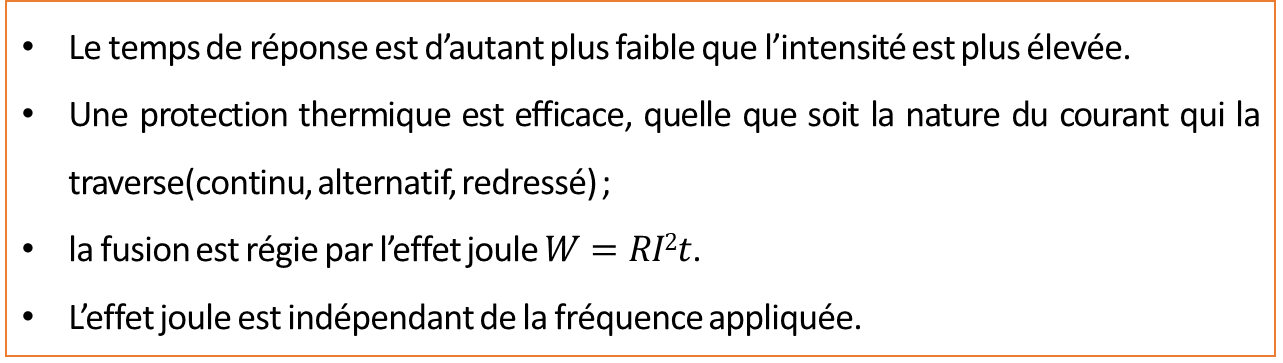 • Le temps de réponse est d’autant plus faible que l’intensité est plus élevée.
• Une protection thermique est efficace, quelle que soit la nature du courant qui la
traverse(continu, alternatif, redressé) ;
• la fusion est régie par l’effet joule W = RI²t.
• L’effet joule est indépendant de la fréquence appliquée.